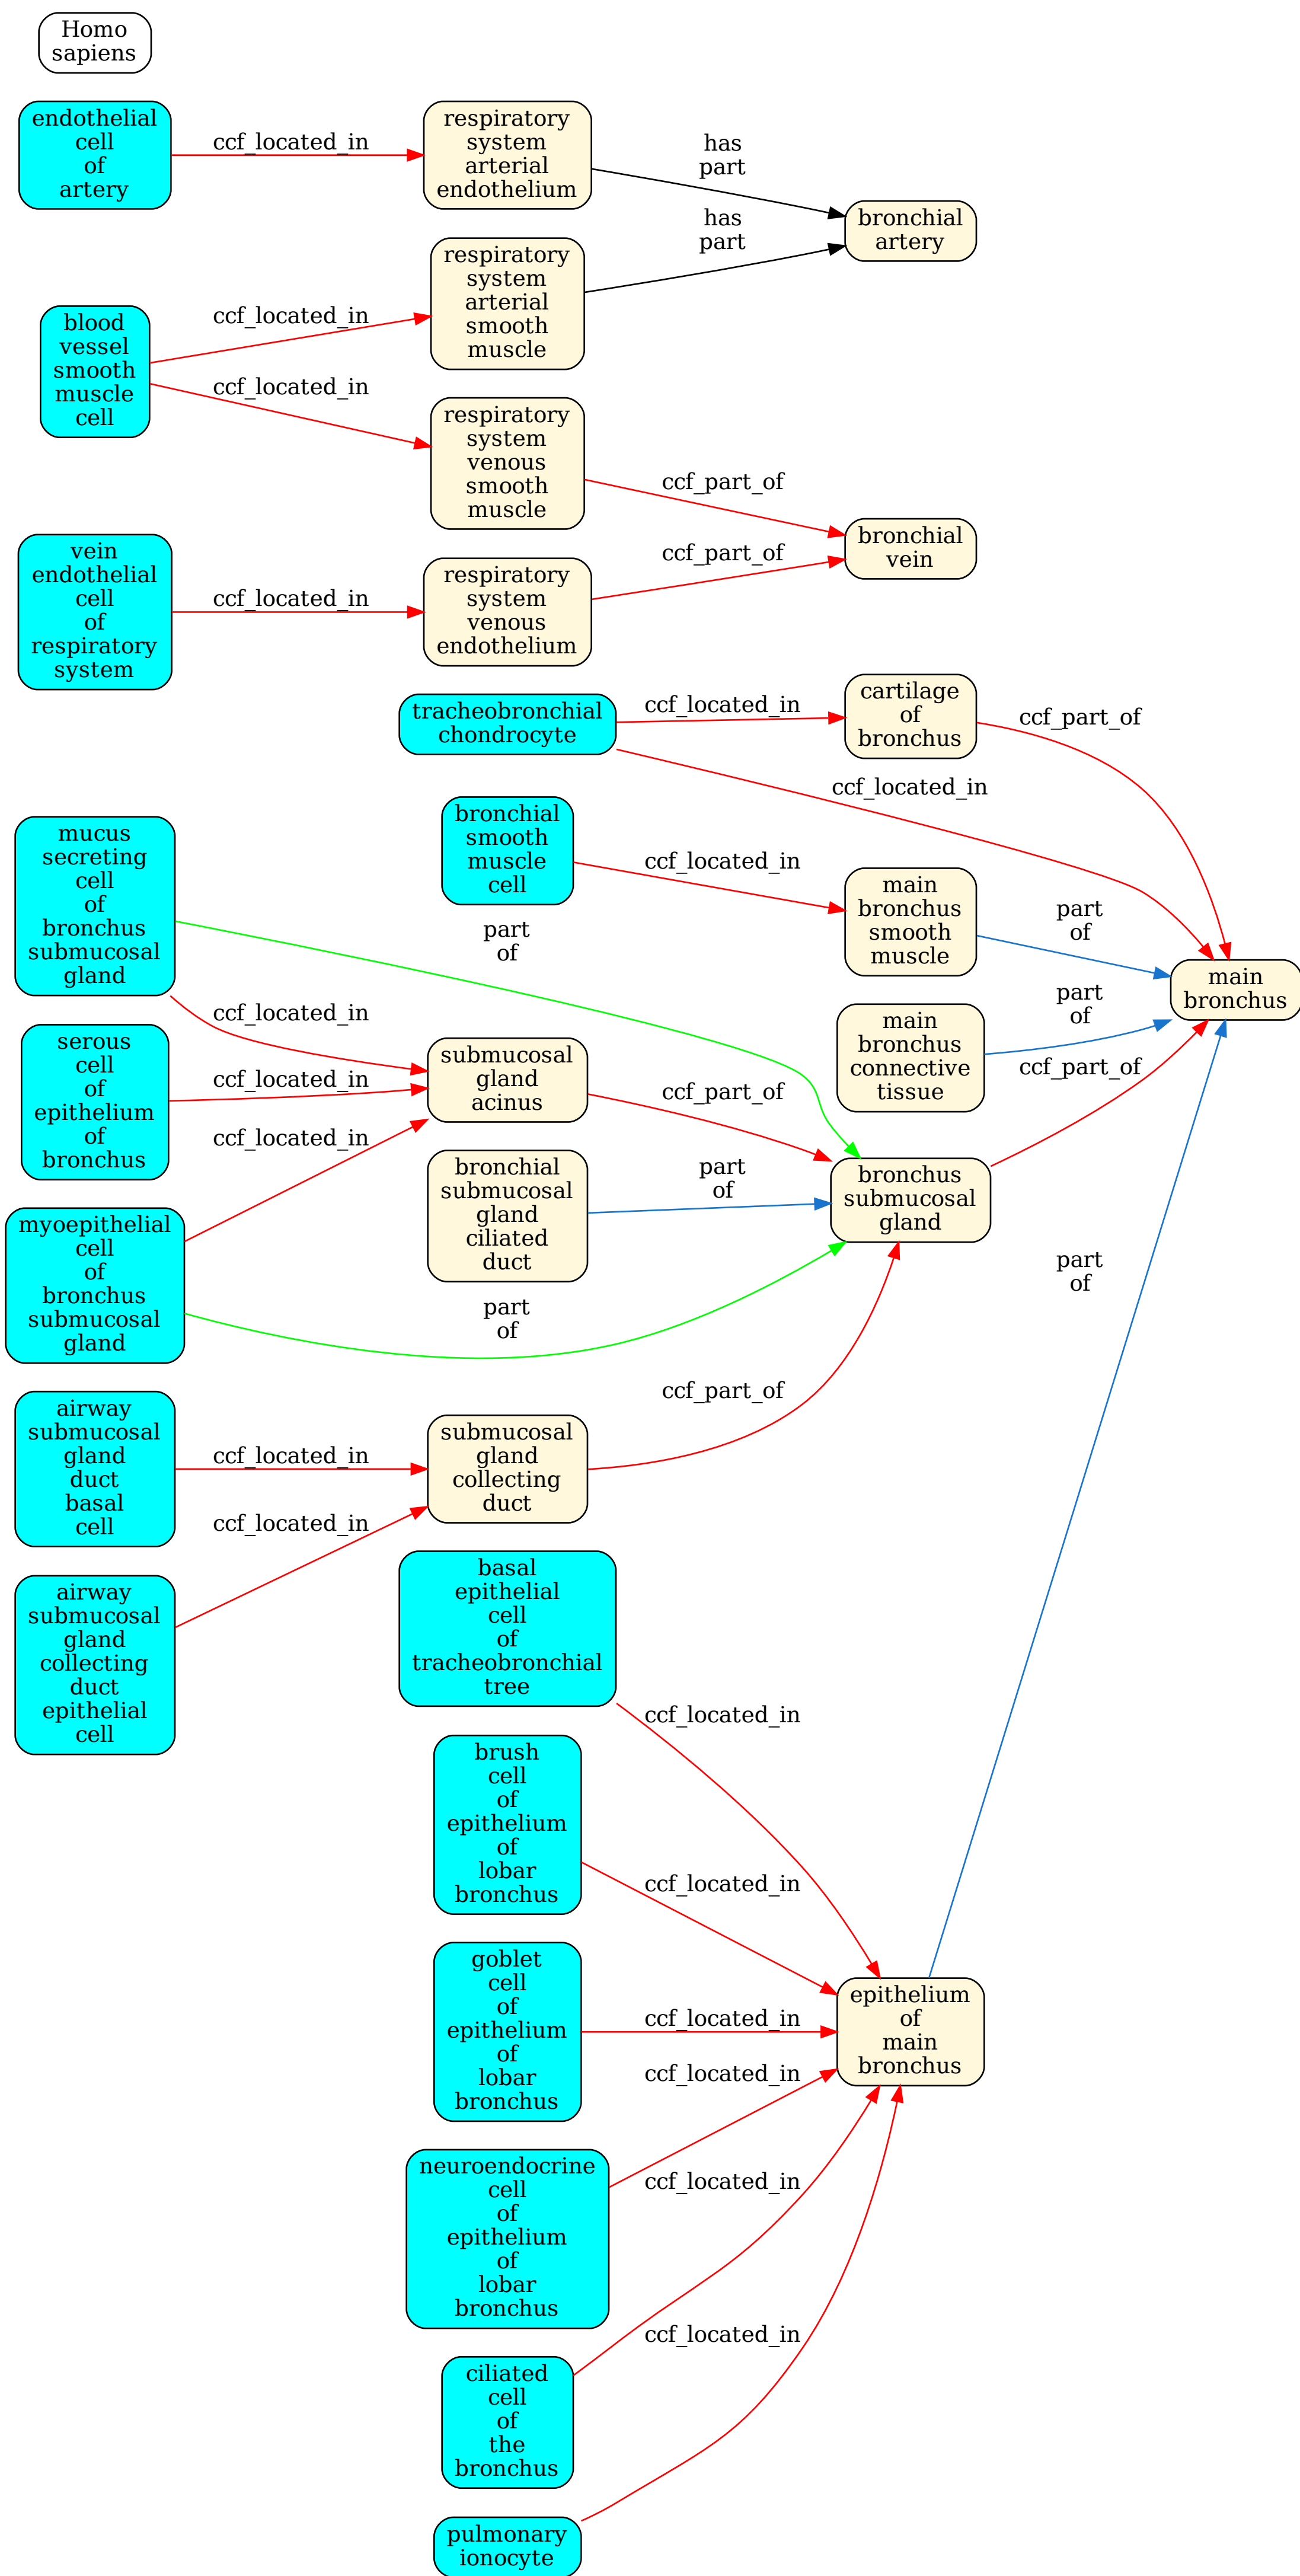 Homo
sapiens
endothelial
cell
of
artery
ccf_located_in
respiratory
system
arterial
endothelium
has
part
bronchial
artery
blood
vessel
smooth
muscle
cell
ccf_located_in
respiratory
system
arterial
smooth
muscle
has
part
ccf_located_in
respiratory
system
venous
smooth
muscle
ccf_part_of
bronchial
vein
vein
endothelial
cell
of
respiratory
system
ccf_located_in
respiratory
system
venous
endothelium
ccf_part_of
tracheobronchial
chondrocyte
ccf_located_in
cartilage
of
bronchus
ccf_part_of
ccf_located_in
bronchial
smooth
muscle
cell
ccf_located_in
main
bronchus
smooth
muscle
part
of
main
bronchus
main
bronchus
connective
tissue
part
of
ccf_part_of
mucus
secreting
cell
of
bronchus
submucosal
gland
part
of
ccf_located_in
serous
cell
of
epithelium
of
bronchus
ccf_located_in
submucosal
gland
acinus
ccf_part_of
ccf_located_in
myoepithelial
cell
of
bronchus
submucosal
gland
bronchial
submucosal
gland
ciliated
duct
part
of
bronchus
submucosal
gland
part
of
part
of
airway
submucosal
gland
duct
basal
cell
ccf_located_in
submucosal
gland
collecting
duct
ccf_part_of
airway
submucosal
gland
collecting
duct
epithelial
cell
ccf_located_in
basal
epithelial
cell
of
tracheobronchial
tree
ccf_located_in
brush
cell
of
epithelium
of
lobar
bronchus
ccf_located_in
goblet
cell
of
epithelium
of
lobar
bronchus
ccf_located_in
epithelium
of
main
bronchus
neuroendocrine
cell
of
epithelium
of
lobar
bronchus
ccf_located_in
ciliated
cell
of
the
bronchus
ccf_located_in
pulmonary
ionocyte
ccf_located_in